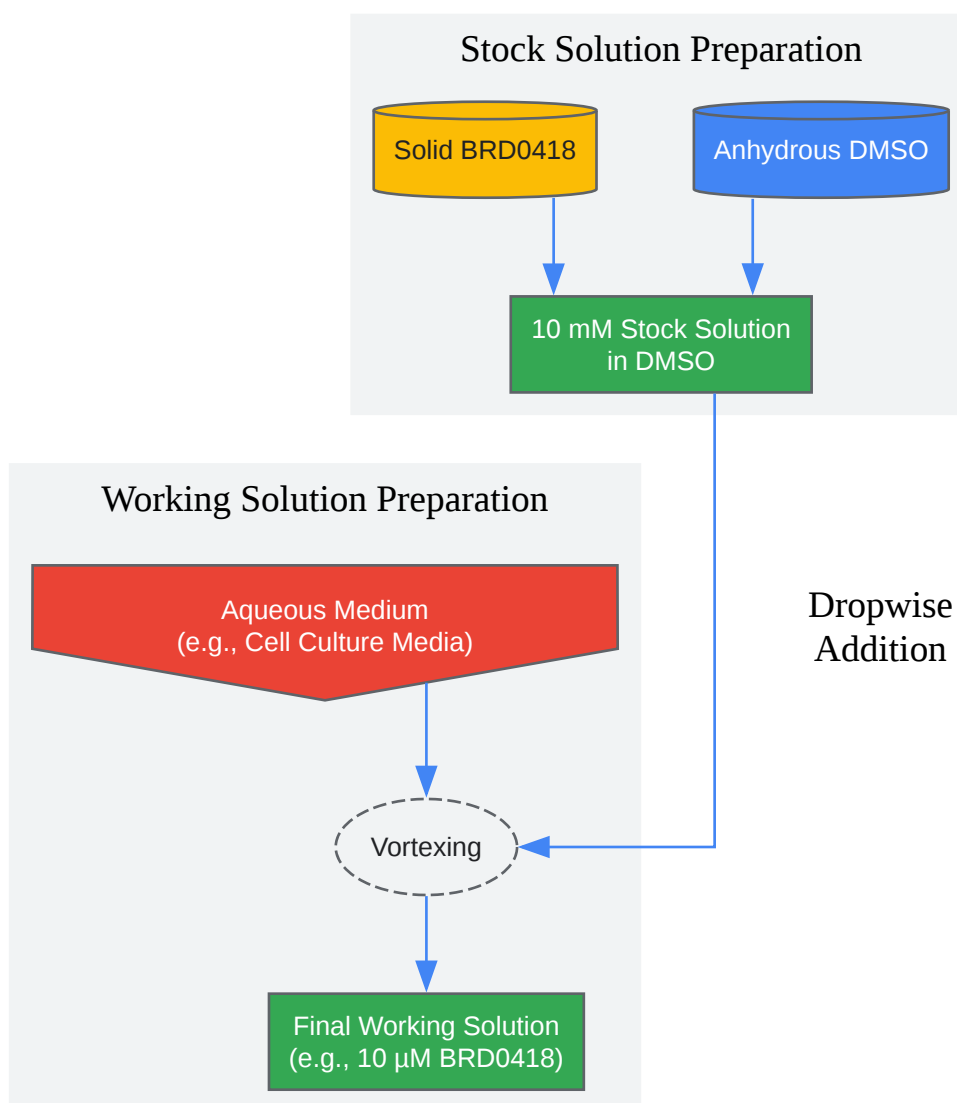 Stock Solution Preparation
Solid BRD0418
Anhydrous DMSO
10 mM Stock Solution
in DMSO
Working Solution Preparation
Aqueous Medium
(e.g., Cell Culture Media)
Dropwise
Addition
Vortexing
Final Working Solution
(e.g., 10 µM BRD0418)